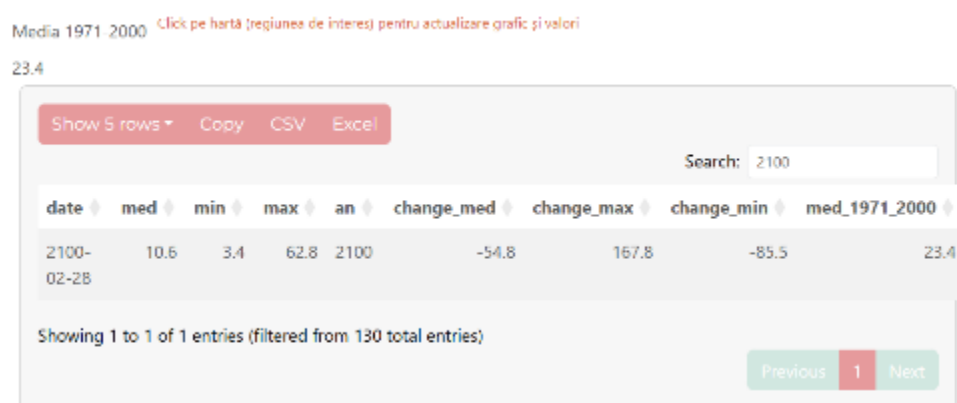 Media 1971-2000 Click pe hartă (regiunea de interes) pentru actualizare grafic și valori
23.4
Show 5 rows Copy CSV Excel
Search: 2100
date med min max an change_med change_max change_min med_1971_2000
2100- 10.6 3.4 62.8 2100 -54.8 167.8 -85.5 23.4
02-28
Showing 1 to 1 of 1 entries (filtered from 130 total entries)
Previous 1 Next